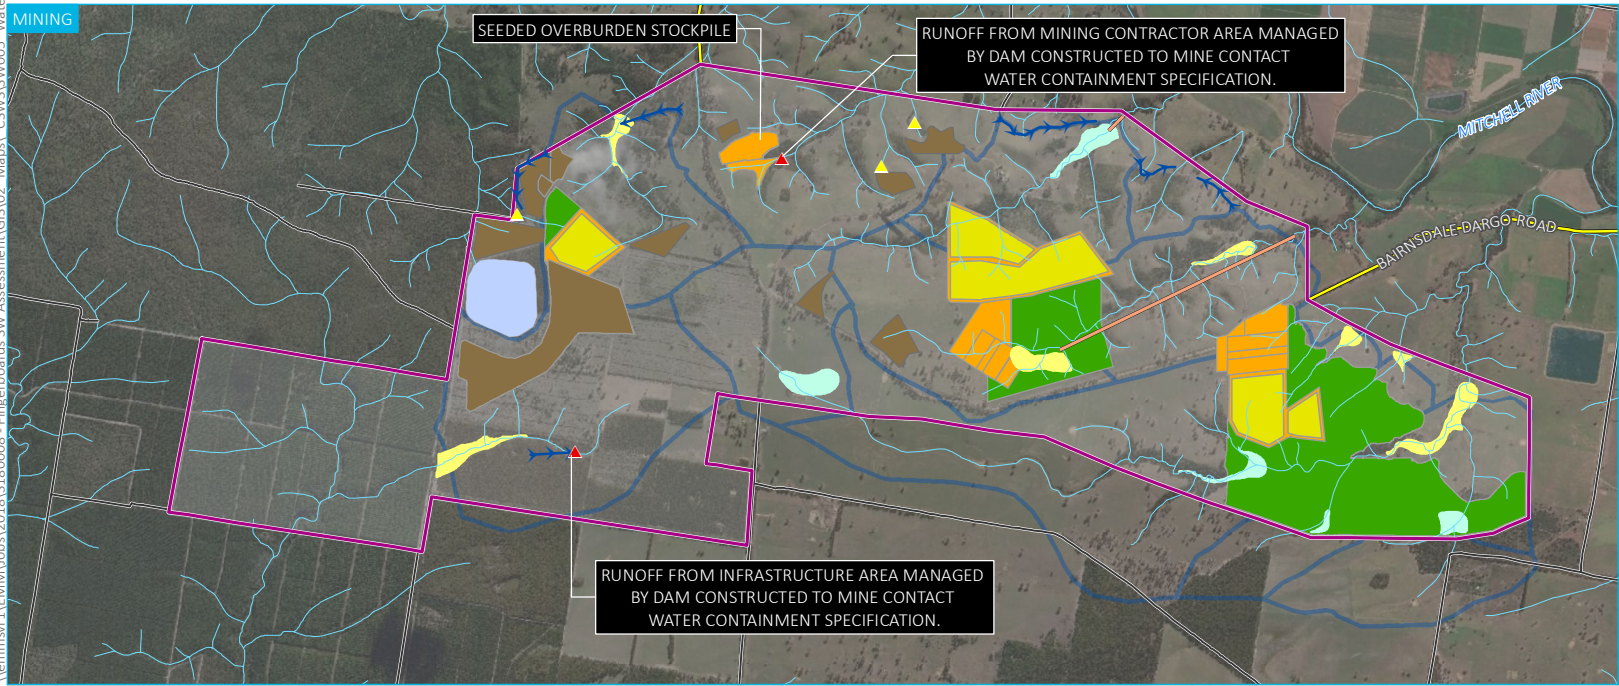 MINING
SEEDED OVERBURDEN STOCKPILE
RUNOFF FROM MINING CONTRACTOR AREA MANAGED
BY DAM CONSTRUCTED TO MINE CONTACT
WATER CONTAINMENT SPECIFICATION.
MITCHELL RIVER
BAIRNSDALE-DARGO ROAD
RUNOFF FROM INFRASTRUCTURE AREA MANAGED
BY DAM CONSTRUCTED TO MINE CONTACT
WATER CONTAINMENT SPECIFICATION.